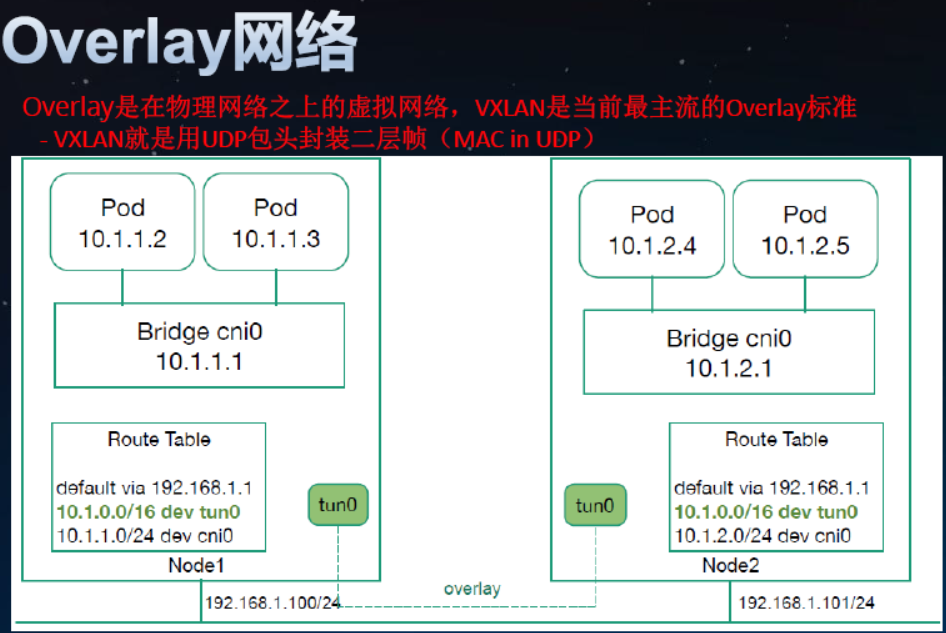 Overlay网络
Overlay是在物理网络之上的虚拟网络，VXLAN是当前最主流的Overlay标准
- VXLAN就是用UDP包头封装二层帧（MAC in UDP）
Pod
10.1.1.2
Pod
10.1.1.3
Bridge cni0
10.1.1.1
Route Table
default via 192.168.1.1
10.1.0.0/16 dev tun0
10.1.1.0/24 dev cni0
tun0
Node1
192.168.1.100/24
overlay
Pod
10.1.2.4
Pod
10.1.2.5
Bridge cni0
10.1.2.1
tun0
Route Table
default via 192.168.1.1
10.1.0.0/16 dev tun0
10.1.2.0/24 dev cni0
Node2
192.168.1.101/24